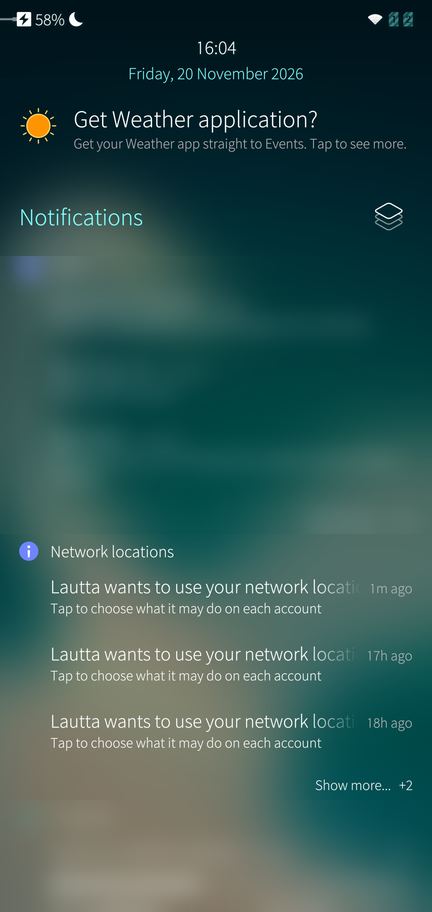 58%
16:04
Friday, 20 November 2026
Get Weather application?
Get your Weather app straight to Events. Tap to see more.
Notifications
Network locations
Lautta wants to use your network locati 1m ago
Tap to choose what it may do on each account
Lautta wants to use your network locati 17h ago
Tap to choose what it may do on each account
Lautta wants to use your network locati 18h ago
Tap to choose what it may do on each account
Show more... +2